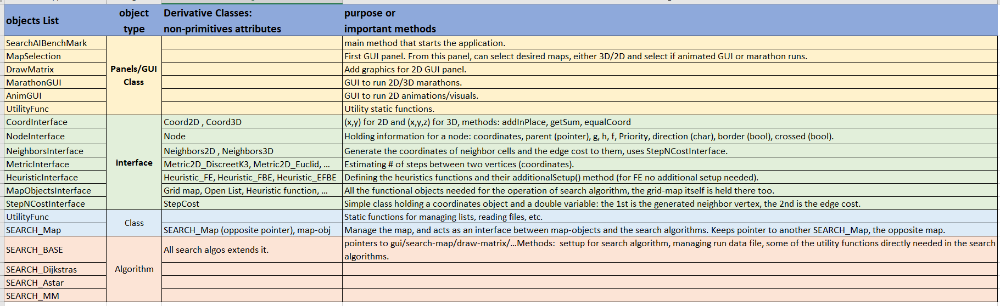 objects List
object
type
Derivative Classes:
non-primitives attributes
purpose or
important methods
SearchAIBenchMark
main method that starts the application.
MapSelection
First GUI panel. From this panel, can select desired maps, either 3D/2D and select if animated GUI or marathon runs.
DrawMatrix
Panels/GUI
Class
Add graphics for 2D GUI panel.
MarathonGUI
GUI to run 2D/3D marathons.
AnimGUI
GUI to run 2D animations/visuals.
UtilityFunc
Utility static functions.
CoordInterface
Coord2D , Coord3D
(x,y) for 2D and (x,y,z) for 3D, methods: addInPlace, getSum, equalCoord
NodeInterface
Node
Holding information for a node: coordinates, parent (pointer), g, h, f, Priority, direction (char), border (bool), crossed (bool).
NeighborsInterface
Neighbors2D , Neighbors3D
Generate the coordinates of neighbor cells and the edge cost to them, uses StepNCostInterface.
MetricInterface
interface
Metric2D_DiscreetK3, Metric2D_Euclid, ...
Estimating # of steps between two vertices (coordinates).
HeuristicInterface
Heuristic_FE, Heuristic_FBE, Heuristic_EFBE
Defining the heuristics functions and their additionalSetup() method (for FE no additional setup needed).
MapObjectsInterface
Grid map, Open List, Heuristic function, ...
All the functional objects needed for the operation of search algorithm, the grid-map itself is held there too.
StepNCostInterface
StepCost
Simple class holding a coordinates object and a double variable: the 1st is the generated neighbor vertex, the 2nd is the edge cost.
UtilityFunc
Class
Static functions for managing lists, reading files, etc.
SEARCH_Map
SEARCH_Map (opposite pointer), map-obj
Manage the map, and acts as an interface between map-objects and the search algorithms. Keeps pointer to another SEARCH_Map, the opposite map.
SEARCH_BASE
All search algos extends it.
pointers to gui/search-map/draw-matrix/...Methods:  settup for search algorithm, managing run data file, some of the utility functions directly needed in the search
algorithms.
SEARCH_Dijkstras
Algorithm
SEARCH_Astar
SEARCH_MM